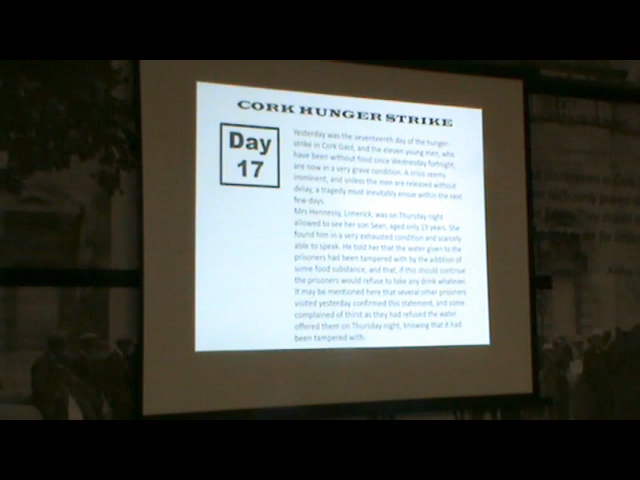 CORK HUNGER STRIKE
Day
17
Yesterday was the seventeenth day of the hunger-
strike in Cork Gaol, and the eleven young men, who
have been without food since Wednesday fortnight,
are now in a very grave condition. A crisis seems
imminent, and unless the men are released without
delay, a tragedy must inevitably ensue within the next
few days.
Mrs Hennessy, Limerick, was on Thursday night
allowed to see her son Sean, aged only 19 years. She
found him in a very exhausted condition and scarcely
able to speak. He told her that the water given to the
prisoners had been tampered with by the addition of
some food substance, and that, if this should continue
the prisoners would refuse to take any drink whatever.
It may be mentioned here that several other prisoners
visited yesterday confirmed this statement, and some
complained of thirst as they had refused the water
offered them on Thursday night, knowing that it had
been tampered with.